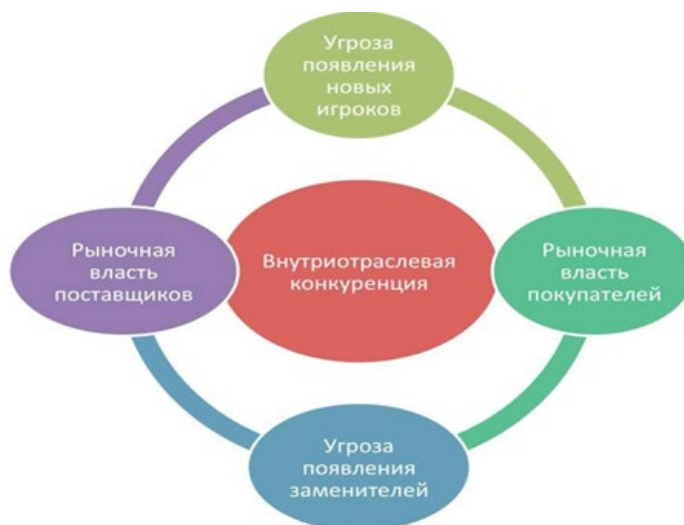 Угроза
появления
новых
игроков
Рыночная
власть
поставщиков
Внутриотраслевая
конкуренция
Рыночная
власть
покупателей
Угроза
появления
заменителей